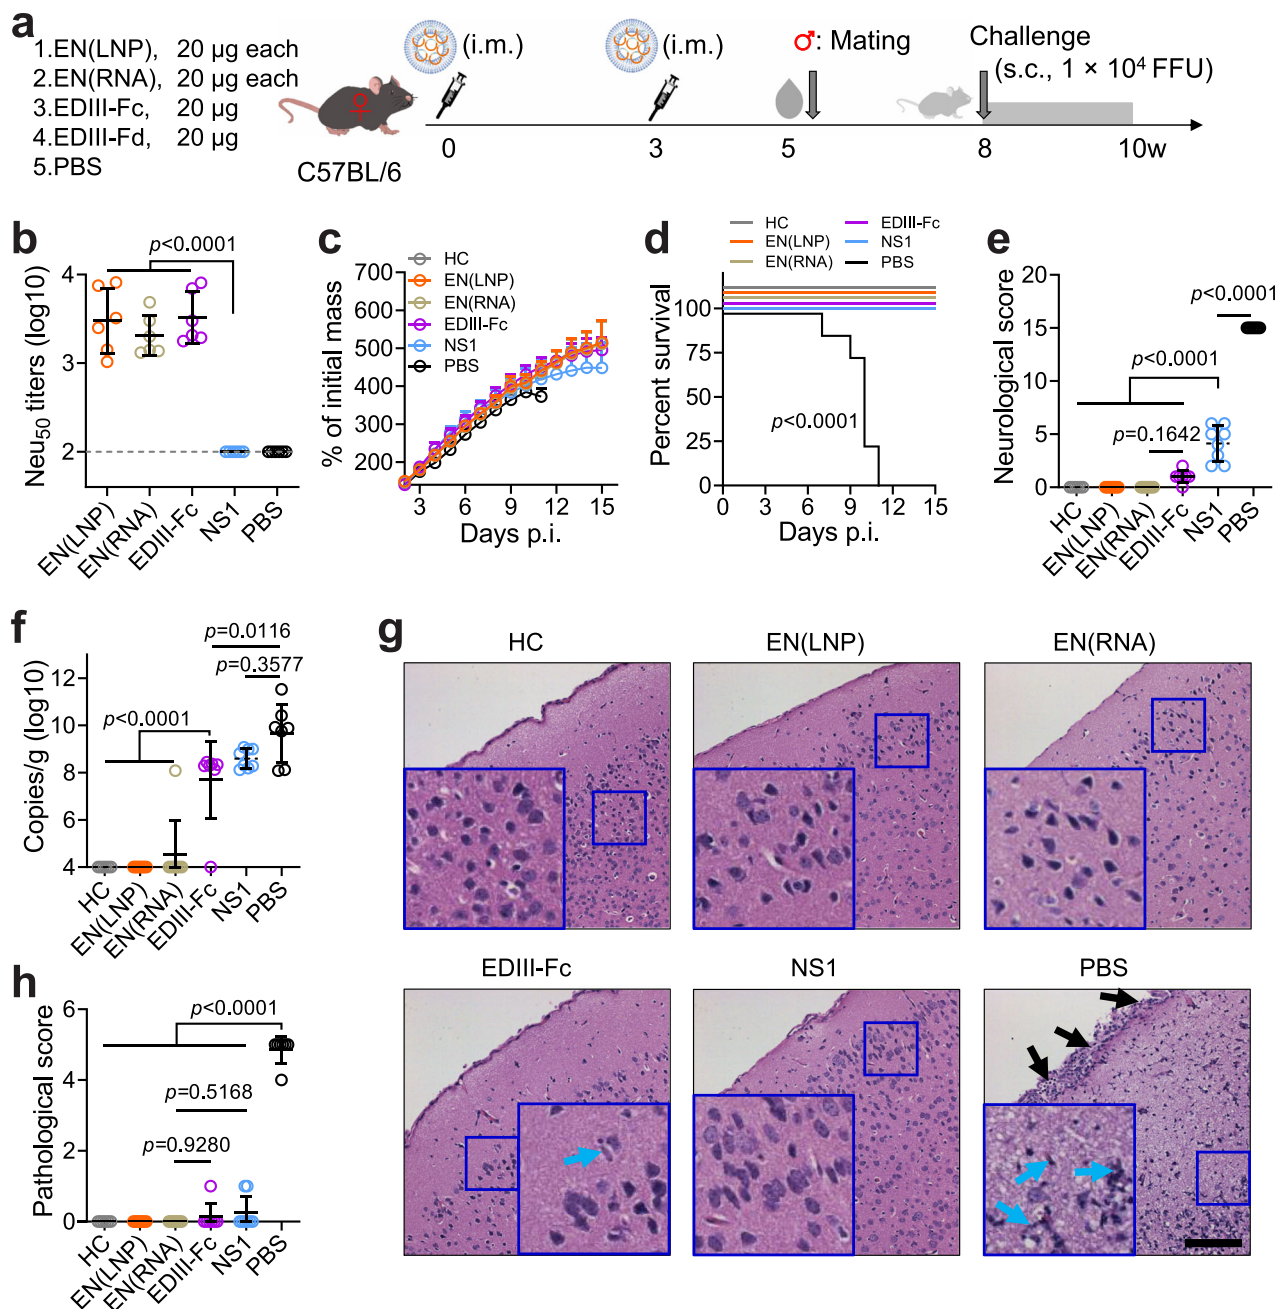 a
1.EN(LNP), 20 µg each
2.EN(RNA), 20 µg each
3.EDIII-Fc, 20 µg
4.EDIII-Fd, 20 µg
5.PBS
C57BL/6
(i.m.)
(i.m.)
♂: Mating
Challenge
(s.c., 1 × 10⁴ FFU)
0
3
5
8
10w
b
p<0.0001
Neu₅₀ titers (log10)
4
3
2
EN(LNP)
EN(RNA)
EDIII-Fc
NS1
PBS
c
HC
EN(LNP)
EN(RNA)
EDIII-Fc
NS1
PBS
% of initial mass
700
600
500
400
300
200
3 6 9 12 15
Days p.i.
d
HC
EN(LNP)
EN(RNA)
EDIII-Fc
NS1
PBS
Percent survival
100
75
50
25
0
p<0.0001
0 3 6 9 12 15
Days p.i.
e
Neurological score
20
15
10
5
0
p<0.0001
p<0.0001
p=0.1642
HC
EN(LNP)
EN(RNA)
EDIII-Fc
NS1
PBS
f
Copies/g (log10)
12
10
8
6
4
p=0.0116
p=0.3577
p<0.0001
HC
EN(LNP)
EN(RNA)
EDIII-Fc
NS1
PBS
g
HC
EN(LNP)
EN(RNA)
EDIII-Fc
NS1
PBS
h
Pathological score
6
4
2
0
p<0.0001
p=0.5168
p=0.9280
HC
EN(LNP)
EN(RNA)
EDIII-Fc
NS1
PBS